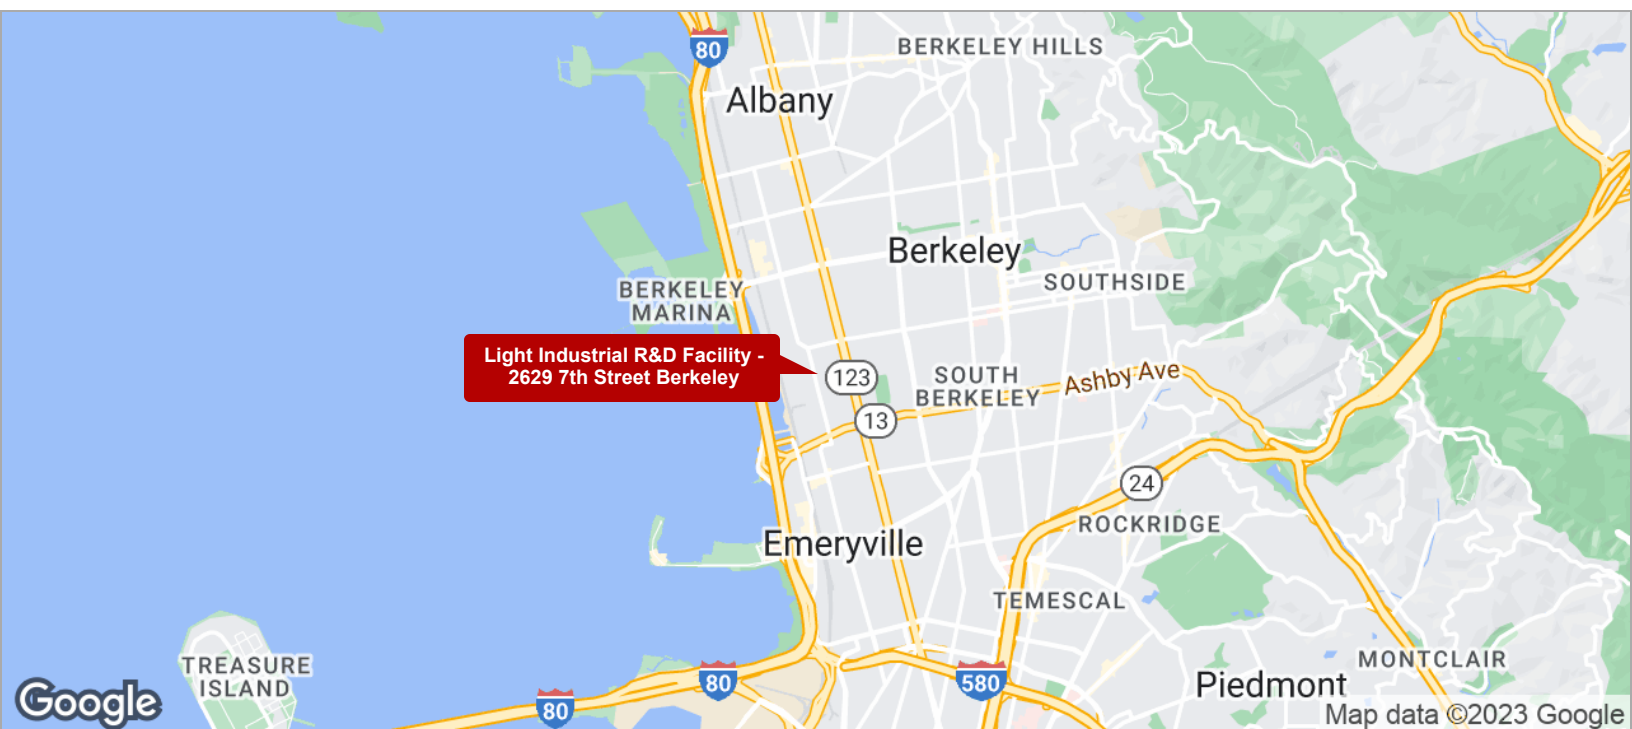 80
BERKELEY HILLS
Albany
Berkeley
SOUTHSIDE
BERKELEY
MARINA
Light Industrial R&D Facility -
2629 7th Street Berkeley
123
SOUTH
BERKELEY
Ashby Ave
13
24
ROCKRIDGE
Emeryville
TEMESCAL
TREASURE
ISLAND
MONTCLAIR
80
580
Piedmont
80
Google
Map data ©2023 Google